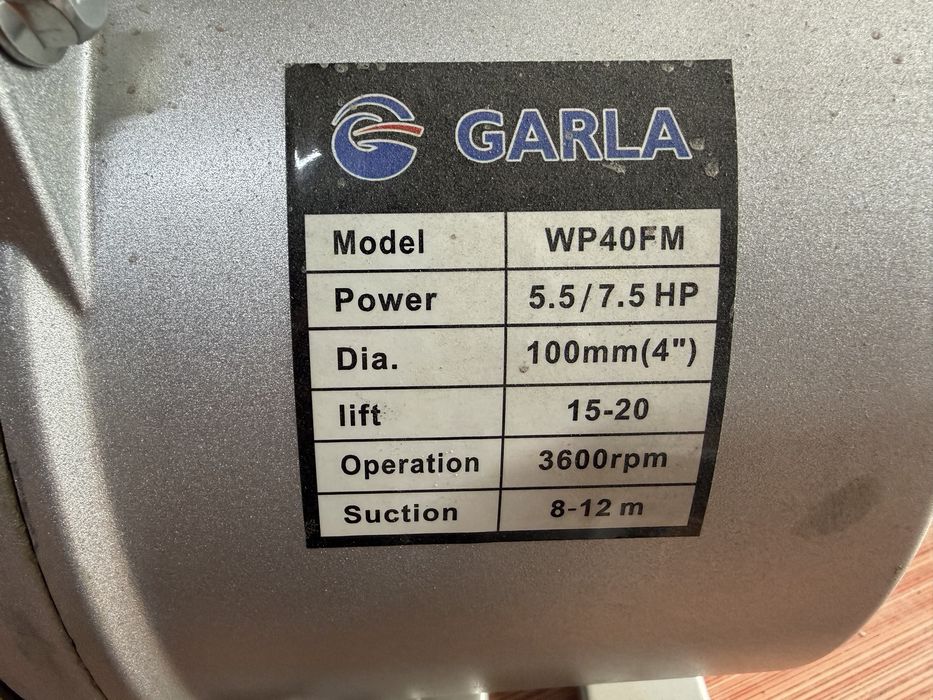 GARLA
Model WP40FM
Power 5.5/7.5 HP
Dia. 100mm(4")
lift 15-20
Operation 3600rpm
Suction 8-12 m